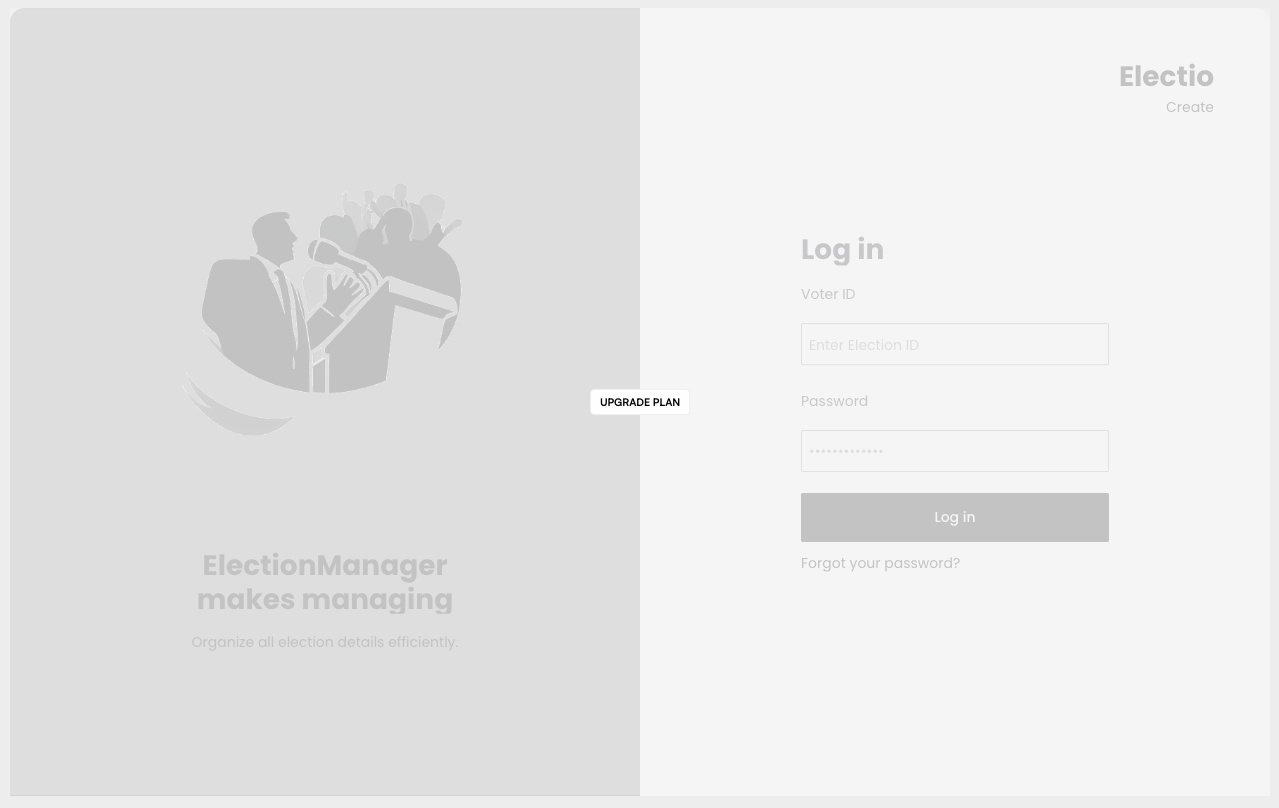 Electio
Create
Log in
Voter ID
Enter Election ID
Password
Log in
Forgot your password?
UPGRADE PLAN
ElectionManager
makes managing
Organize all election details efficiently.